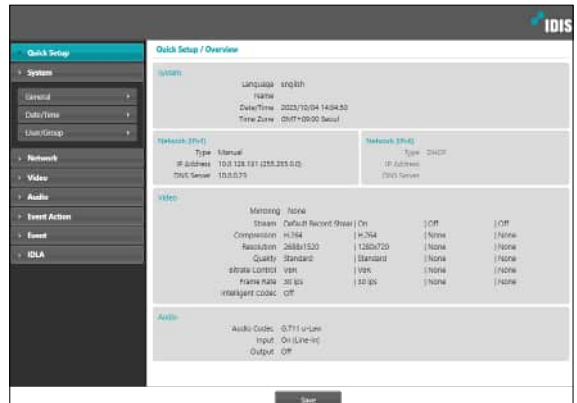 IDIS
Quick Setup
System
General
Date/Time
User/Group
Network
Video
Audio
Event Action
Event
IDLA
Quick Setup / Overview
System
Language English
Name
Date/Time 2023/10/04 14:04:50
Time Zone GMT+09:00 Seoul
Network (IPv4)
Type Manual
IP Address 10.0.128.131 (255.255.0.0)
DNS Server 10.0.0.23
Network (IPv6)
Type DHCP
IP Address
DNS Server
Video
Mirroring None
Stream Default Record Stream | On | Off | Off
Compression H.264 | H.264 | None | None
Resolution 2688x1520 | 1280x720 | None | None
Quality Standard | Standard | None | None
Bitrate Control VBR | VBR | None | None
Frame Rate 30 ips | 30 ips | None | None
Intelligent Codec Off
Audio
Audio Codec G.711 u-Law
Input On (Line-in)
Output Off
Save